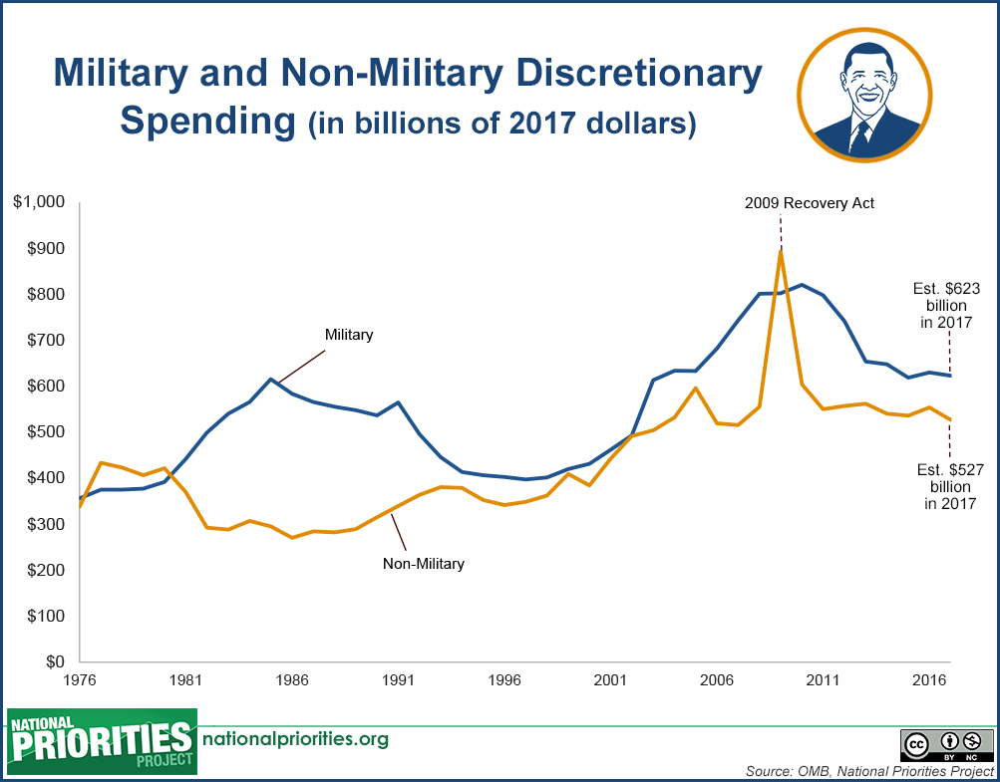 Military and Non-Military Discretionary
Spending (in billions of 2017 dollars)
$1,000
$900
$800
$700
$600
$500
$400
$300
$200
$100
$0
2009 Recovery Act
Military
Est. $623
billion
in 2017
Est. $527
billion
in 2017
Non-Military
1976
1981
1986
1991
1996
2001
2006
2011
2016
NATIONAL
PRIORITIES
PROJECT
nationalpriorities.org
cc
BY NC
Source: OMB, National Priorities Project